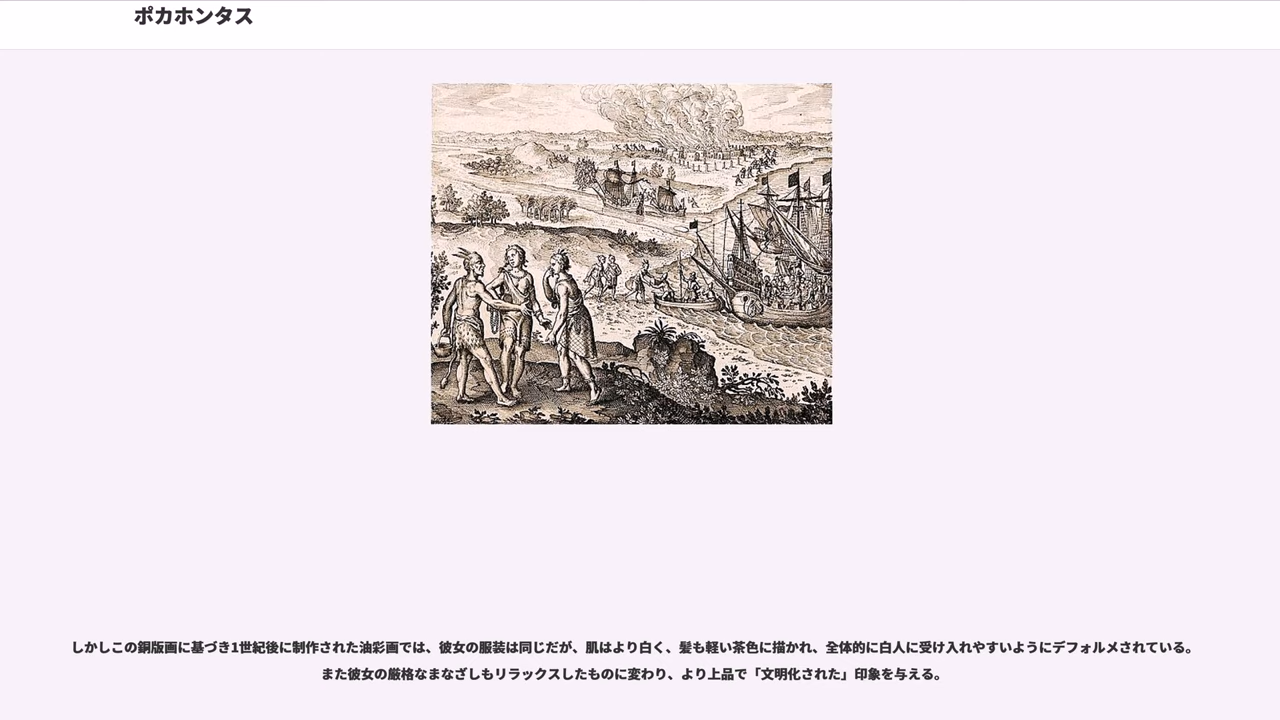 ポカホンタス
しかしこの銅版画に基づき1世紀後に制作された油彩画では、彼女の服装は同じだが、肌はより白く、髪も軽い茶色に描かれ、全体的に白人に受け入れやすいようにデフォルメされている。
また彼女の厳格なまなざしもリラックスしたものに変わり、より上品で「文明化された」印象を与える。